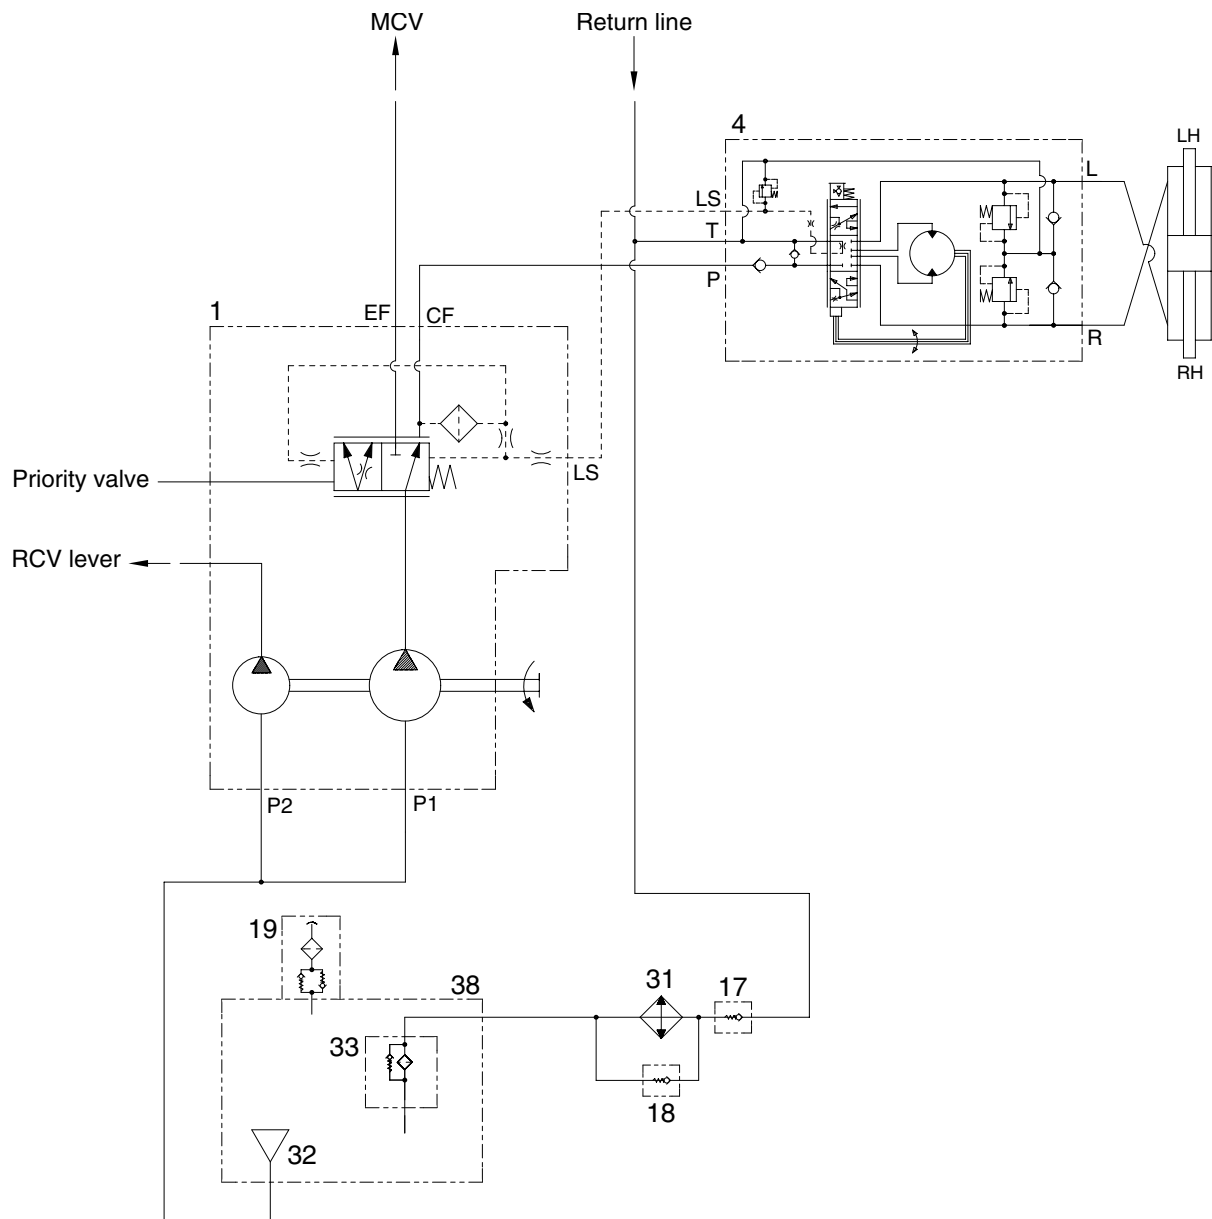 MCV
Return line
4
LH
L
LS
T
P
R
RH
1
EF
CF
LS
Priority valve
RCV lever
P2
P1
19
38
31
17
33
18
32